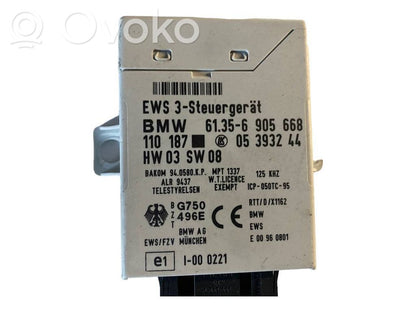 Ovoko
EWS 3-Steuergerät
BMW 61.35-6 905 668
110 187 05 3932 44
HW 03 SW 08
BAKOM 94.0580.K.P. MPT 1337 125 KHZ
ALR 9437 W.T.LICENCE ICP-050TC-95
TELESTYRELSEN EXEMPT RTT/D/X1162
BZT G750 496E CE BMW
BMW AG EWS
EWS/FZV MÜNCHEN E 00 96 0801
e1 I-00 0221